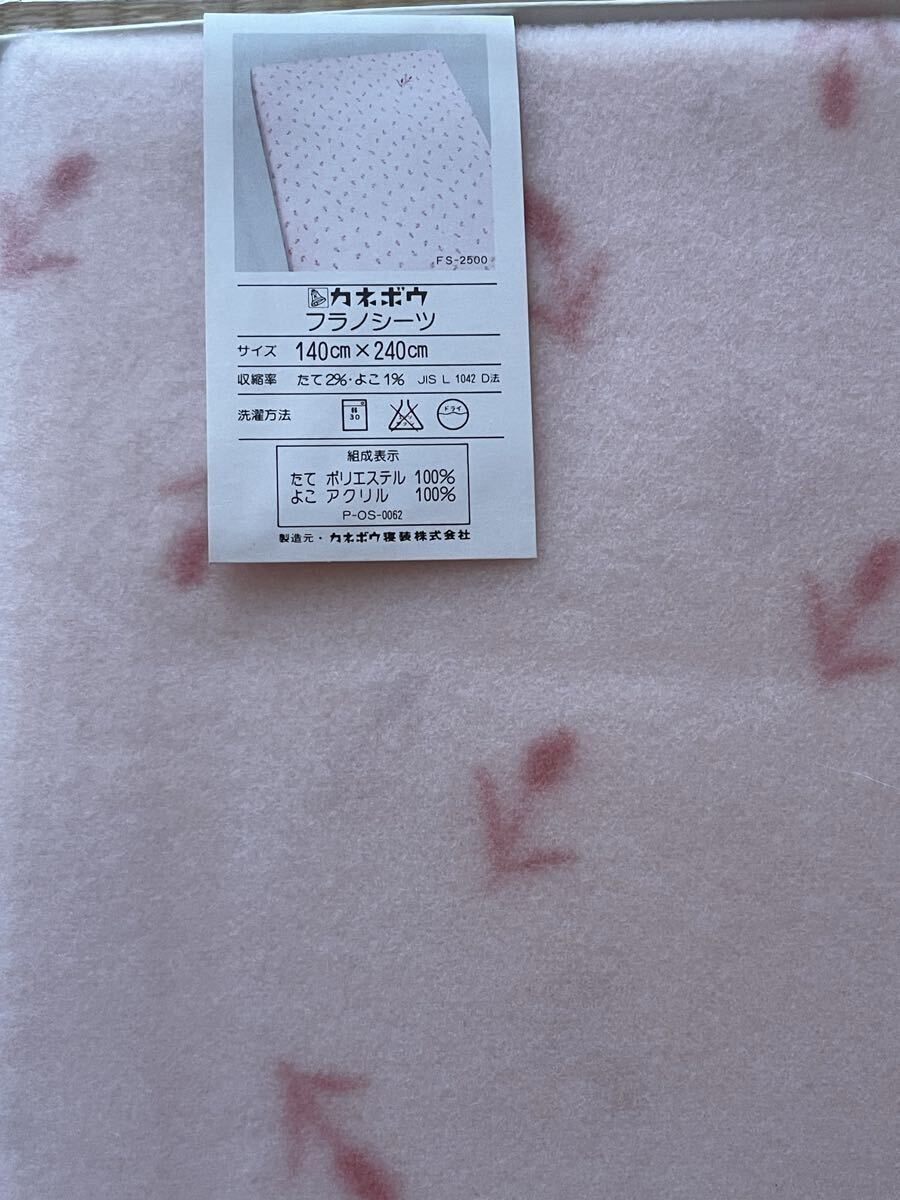 FS-2500
カネボウ
フラノシーツ
サイズ 140cm×240cm
収縮率 たて2%・よこ1% JIS L 1042 D法
洗濯方法 30 ドライ
組成表示
たて ポリエステル 100%
よこ アクリル 100%
P-OS-0062
製造元・カネボウ寝装株式会社